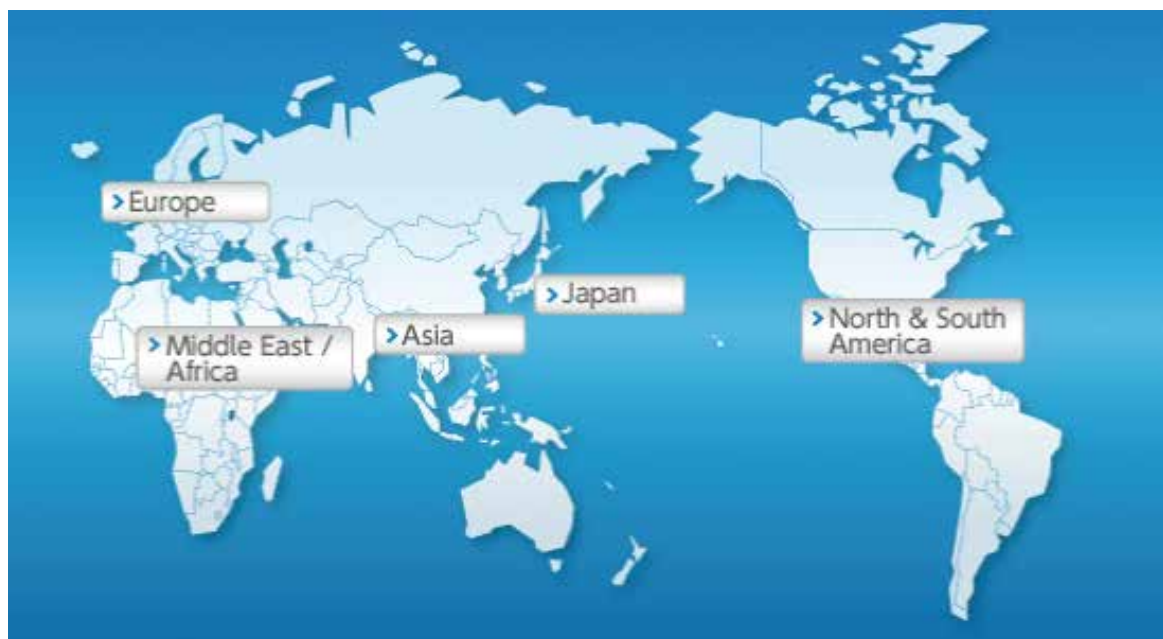 Europe
Japan
North & South
America
Asia
Middle East /
Africa